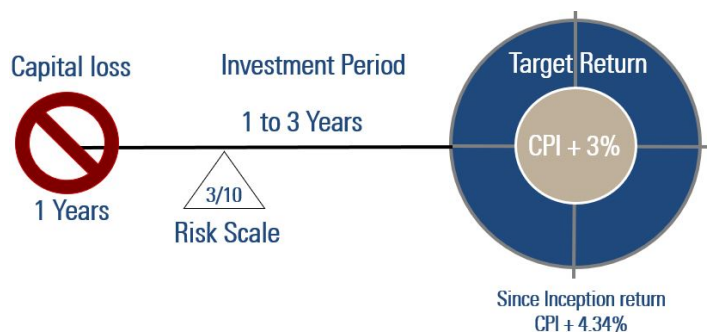 Capital loss
1 Years
Investment Period
1 to 3 Years
3/10
Risk Scale
Target Return
CPI + 3%
Since Inception return
CPI + 4.34%